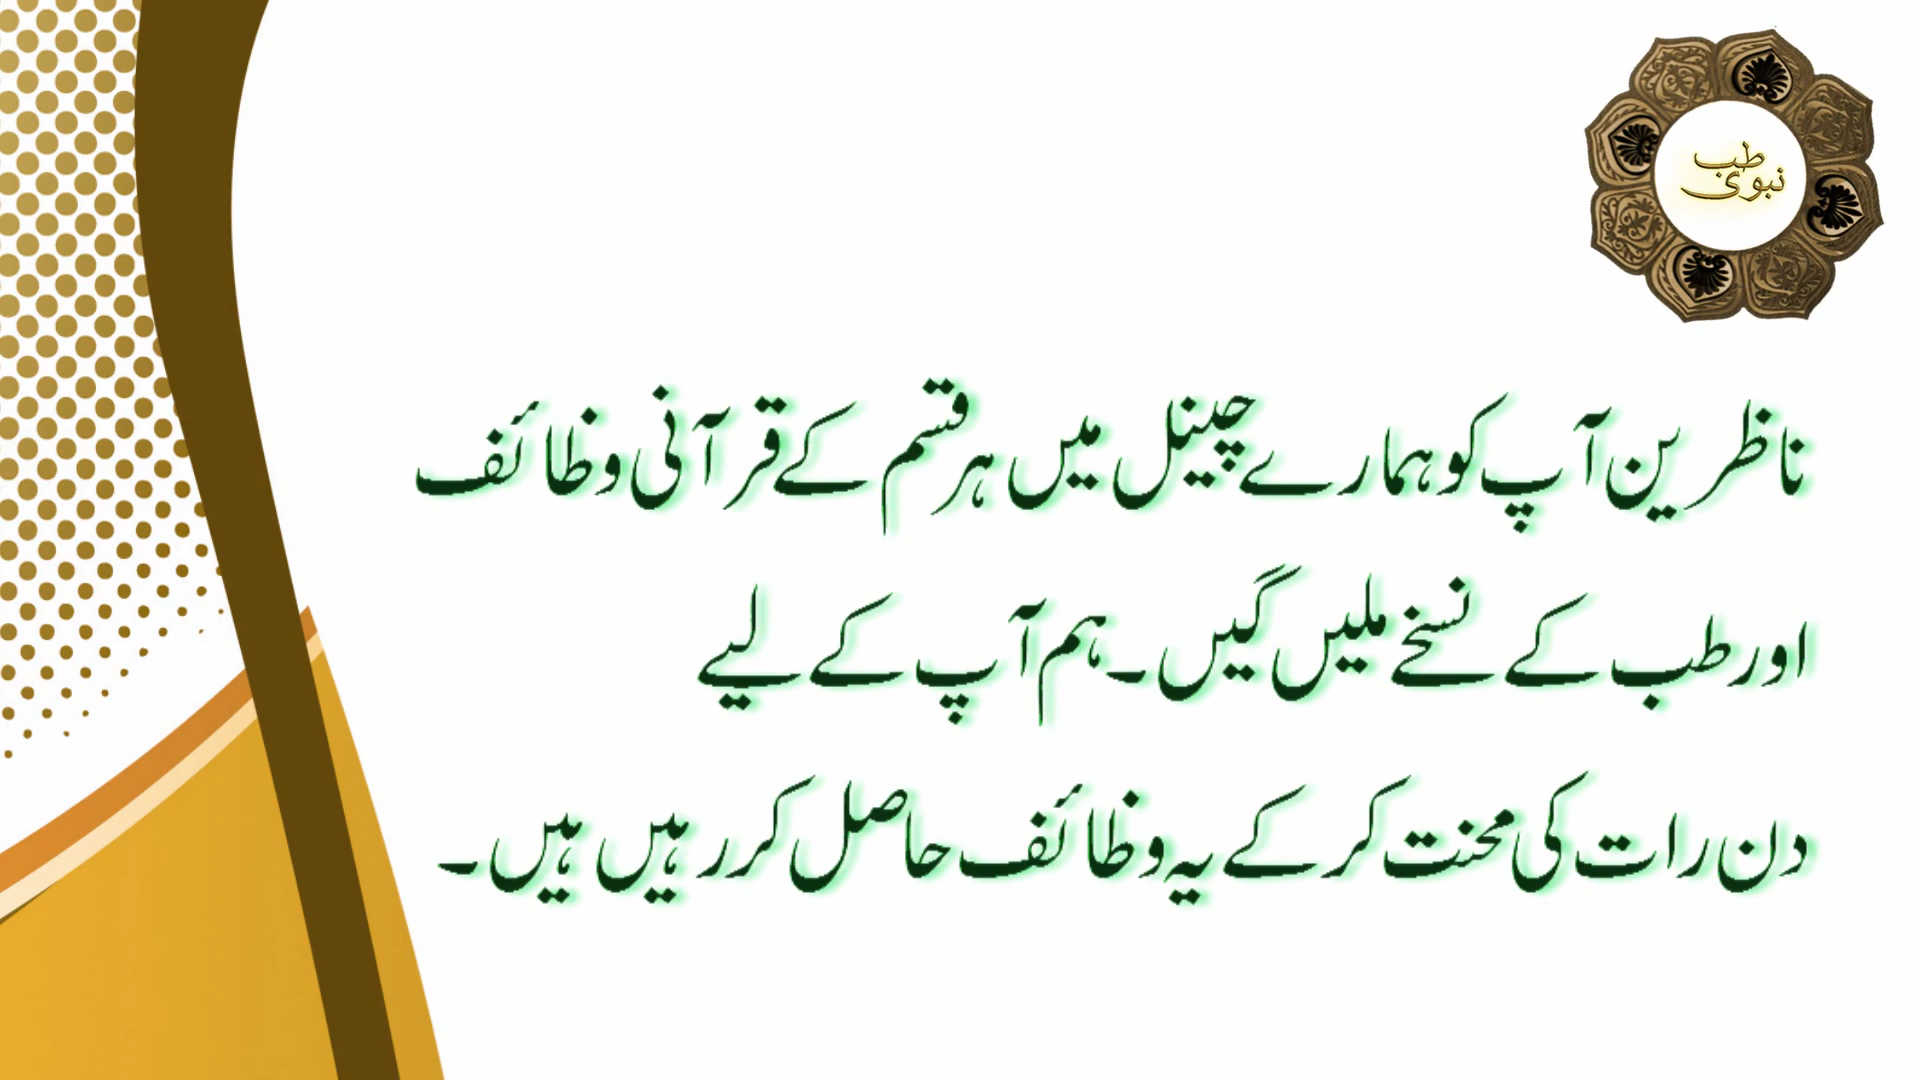 طب
نبوی
ناظرین آپ کو ہمارے چینل میں ہر قسم کے قرآنی وظائف
اور طب کے نسخے ملیں گیں۔ ہم آپ کے لیے
دن رات کی محنت کر کے یہ وظائف حاصل کر رہیں ہیں۔